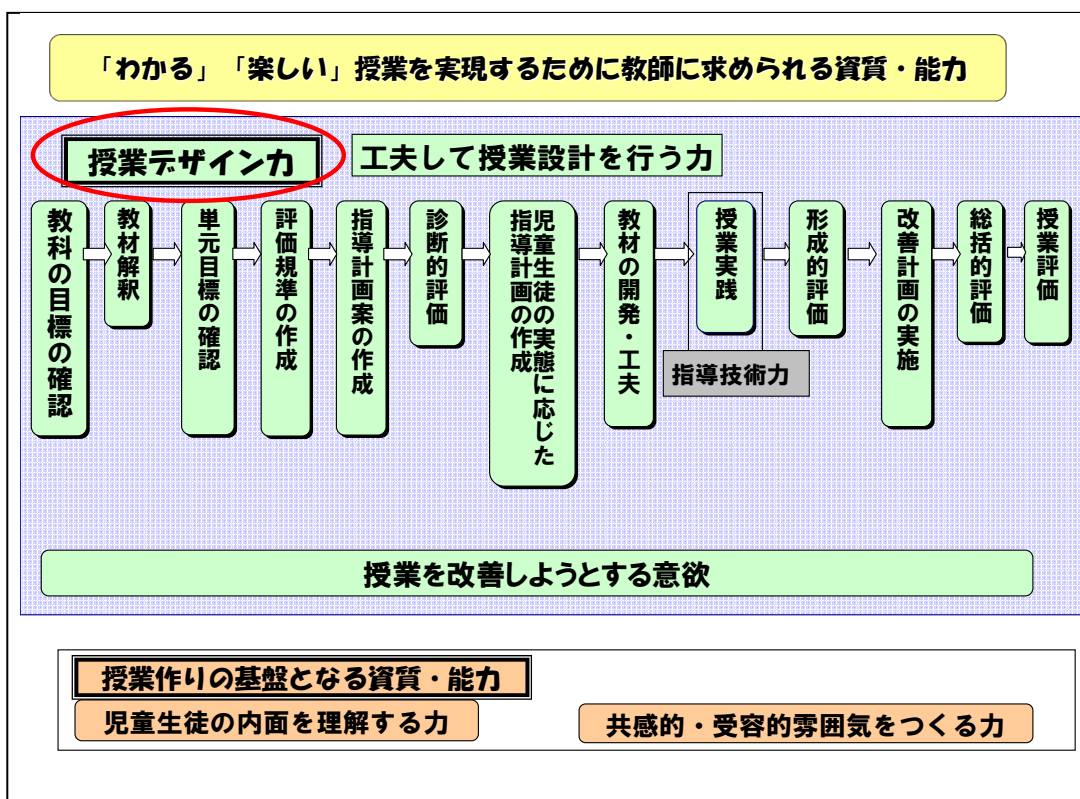 「わかる」「楽しい」授業を実現するために教師に求められる資質・能力
授業デザイン力
工夫して授業設計を行う力
教科の目標の確認
教材解釈
単元目標の確認
評価規準の作成
指導計画案の作成
診断的評価
児童生徒の実態に応じた
指導計画の作成
教材の開発・工夫
授業実践
指導技術力
形成的評価
改善計画の実施
総括的評価
授業評価
授業を改善しようとする意欲
授業作りの基盤となる資質・能力
児童生徒の内面を理解する力
共感的・受容的雰囲気をつくる力